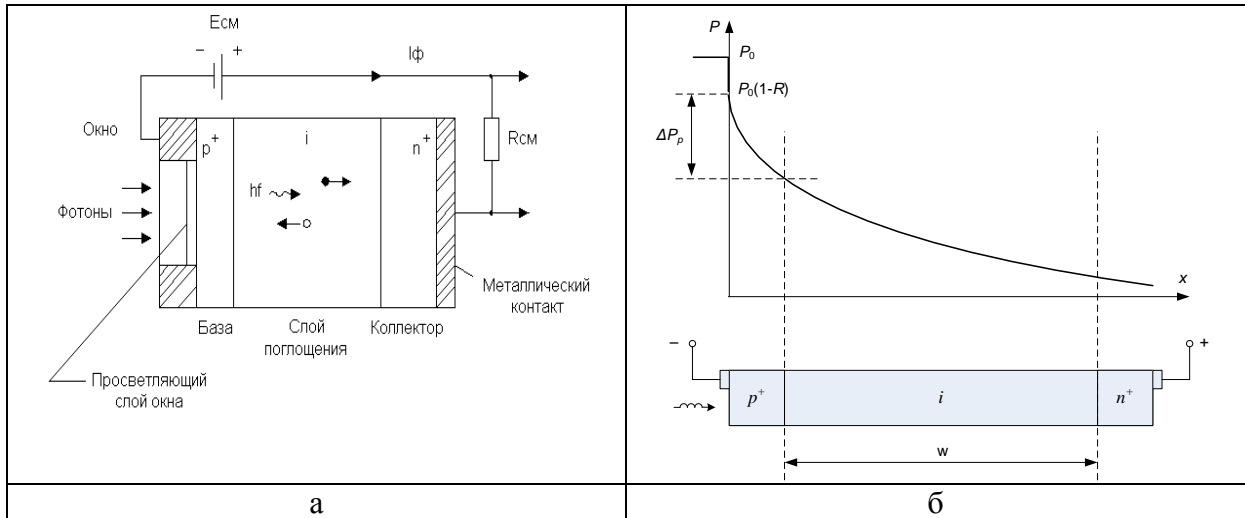 Eсм
− +
Iф
Окно
p+
i
n+
Rсм
hf
Фотоны
Металлический
контакт
База
Слой
поглощения
Коллектор
Просветляющий
слой окна
а
P
P0
P0(1-R)
ΔPp
x
−
+
p+
i
n+
w
б